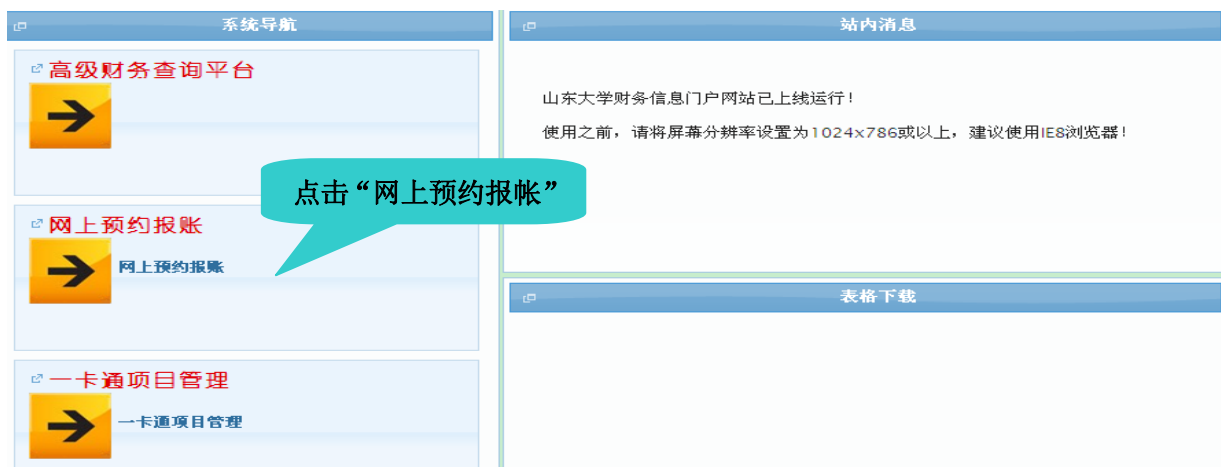 系统导航
高级财务查询平台
点击“网上预约报帐”
网上预约报账
网上预约报账
一卡通项目管理
一卡通项目管理
站内消息
山东大学财务信息门户网站已上线运行！
使用之前，请将屏幕分辨率设置为1024x786或以上，建议使用IE8浏览器！
表格下载